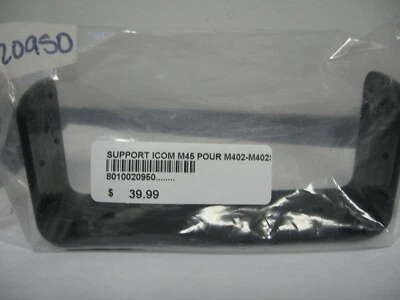 20950
SUPPORT ICOM M45 POUR M402-M402S
8010020950........
$ 39.99